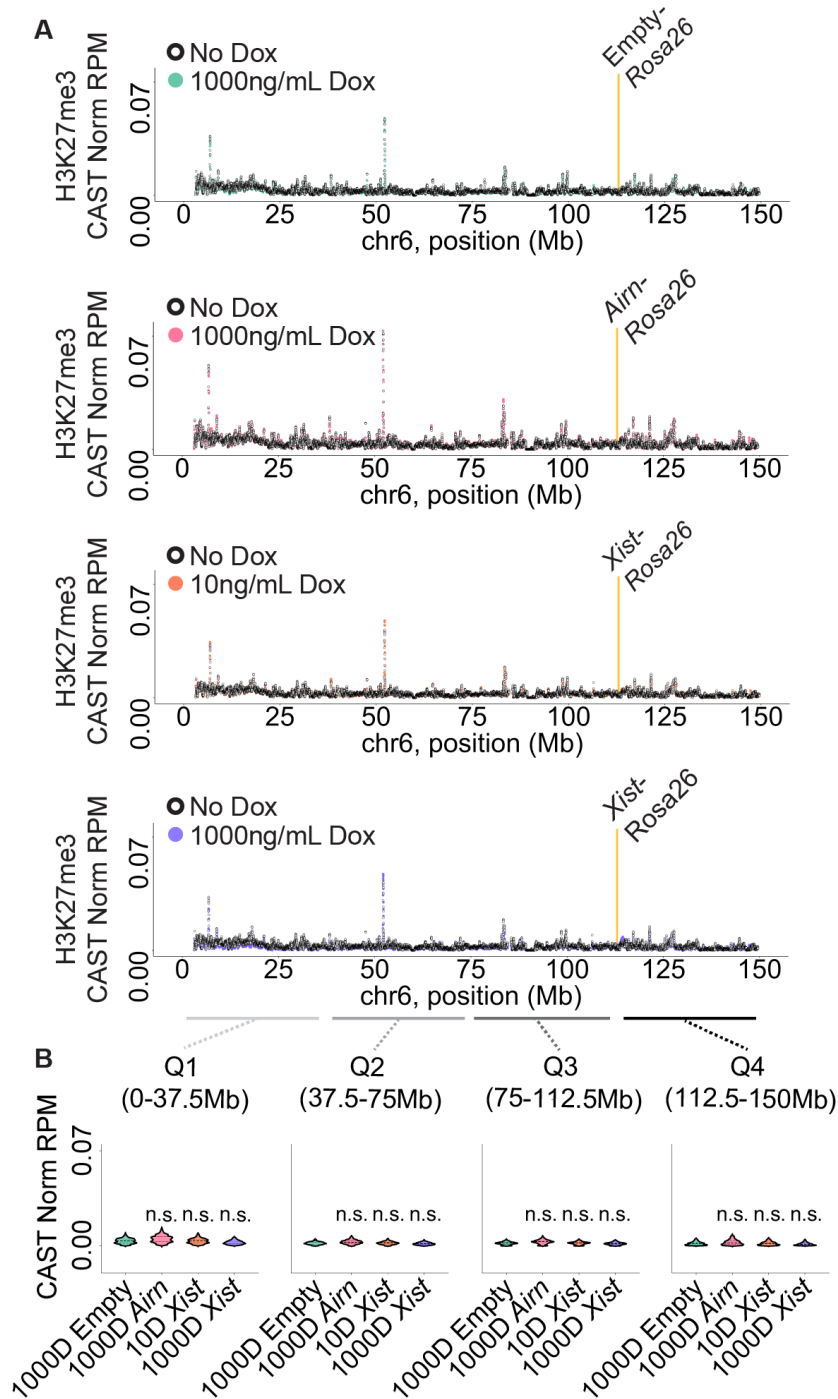 A
No Dox
1000ng/mL Dox
Empty-
Rosa26
H3K27me3
CAST Norm RPM
0.07
0.00
0 25 50 75 100 125 150
chr6, position (Mb)
No Dox
1000ng/mL Dox
Airn-
Rosa26
H3K27me3
CAST Norm RPM
0.07
0.00
0 25 50 75 100 125 150
chr6, position (Mb)
No Dox
10ng/mL Dox
Xist-
Rosa26
H3K27me3
CAST Norm RPM
0.07
0.00
0 25 50 75 100 125 150
chr6, position (Mb)
No Dox
1000ng/mL Dox
Xist-
Rosa26
H3K27me3
CAST Norm RPM
0.07
0.00
0 25 50 75 100 125 150
chr6, position (Mb)
B
Q1 Q2 Q3 Q4
(0-37.5Mb) (37.5-75Mb) (75-112.5Mb) (112.5-150Mb)
CAST Norm RPM
0.07
0.00
n.s. n.s. n.s. n.s. n.s. n.s. n.s. n.s. n.s. n.s. n.s. n.s.
1000D Empty 1000D Airn 10D Xist 1000D Xist 1000D Empty 1000D Airn 10D Xist 1000D Xist 1000D Empty 1000D Airn 10D Xist 1000D Xist 1000D Empty 1000D Airn 10D Xist 1000D Xist